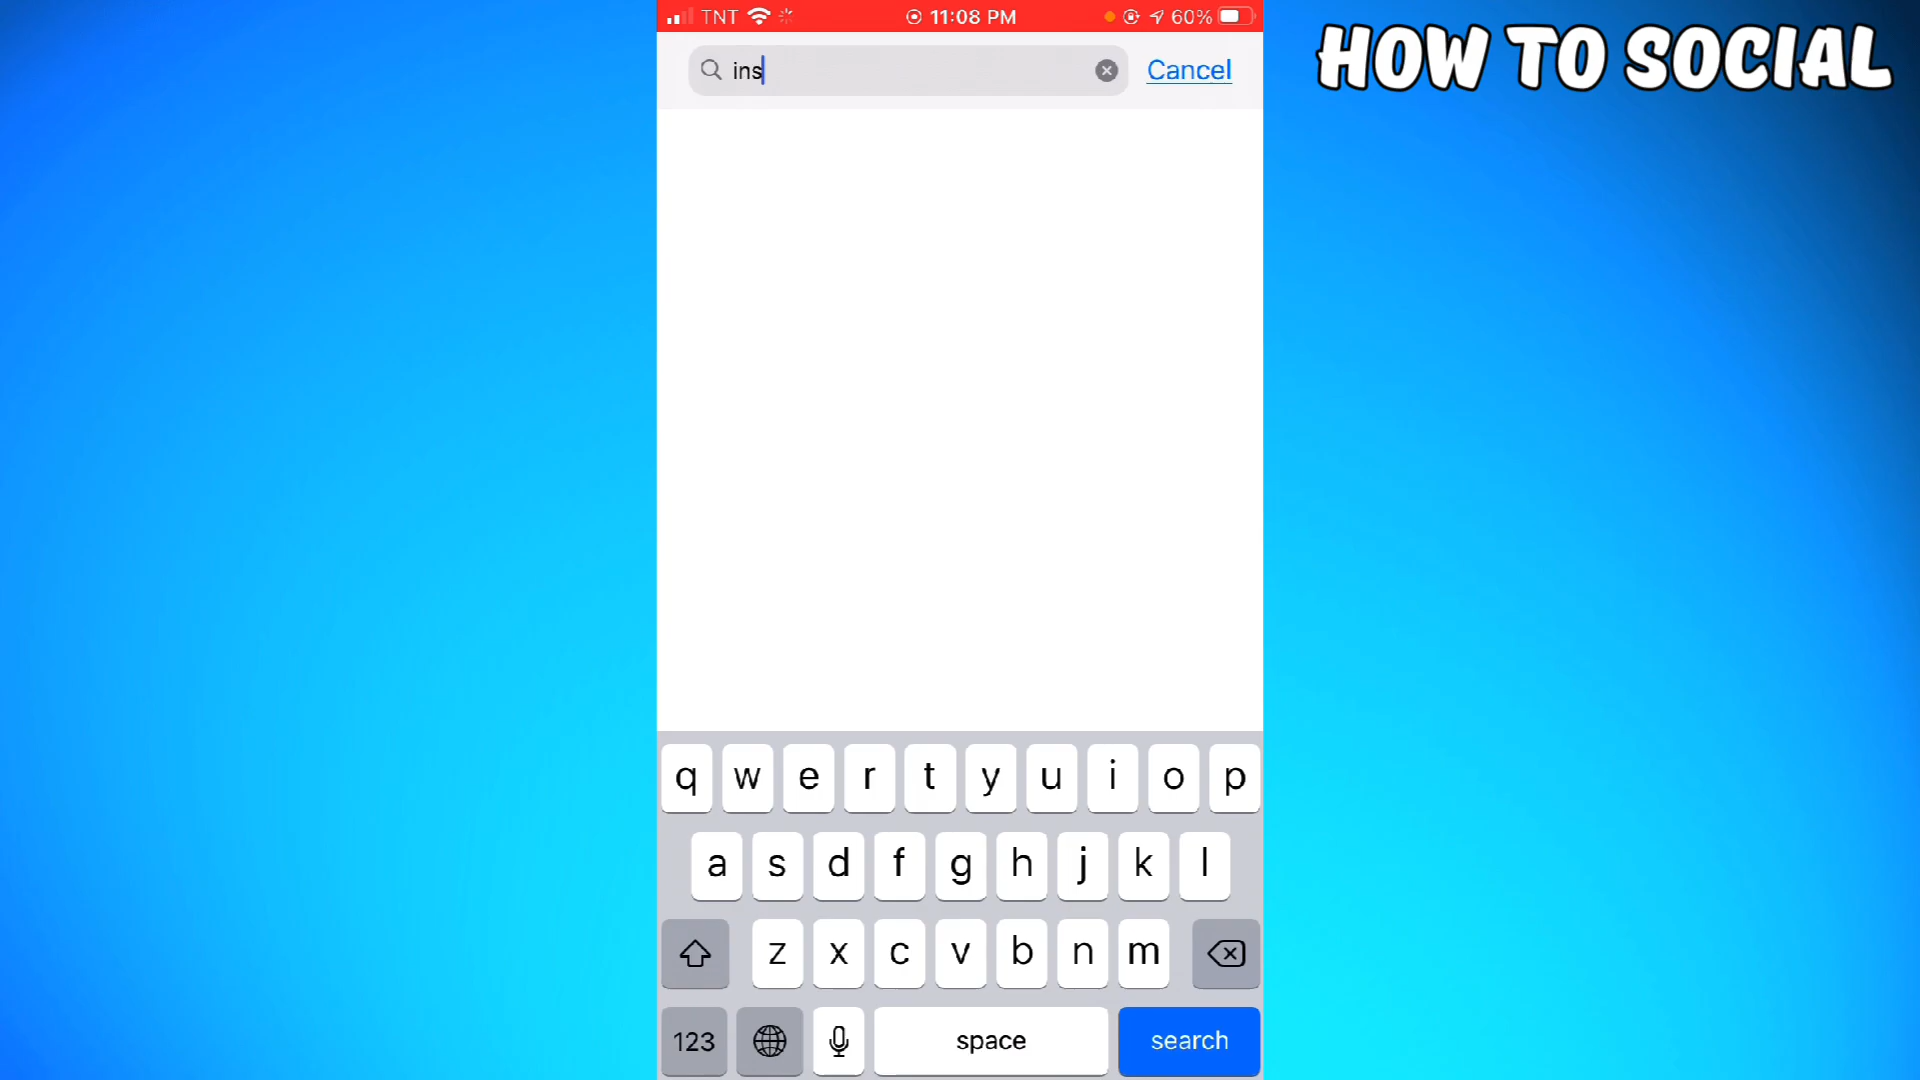 TNT 11:08 PM 60%
HOW TO SOCIAL
ins Cancel
q w e r t y u i o p
a s d f g h j k l
z x c v b n m
123 space search